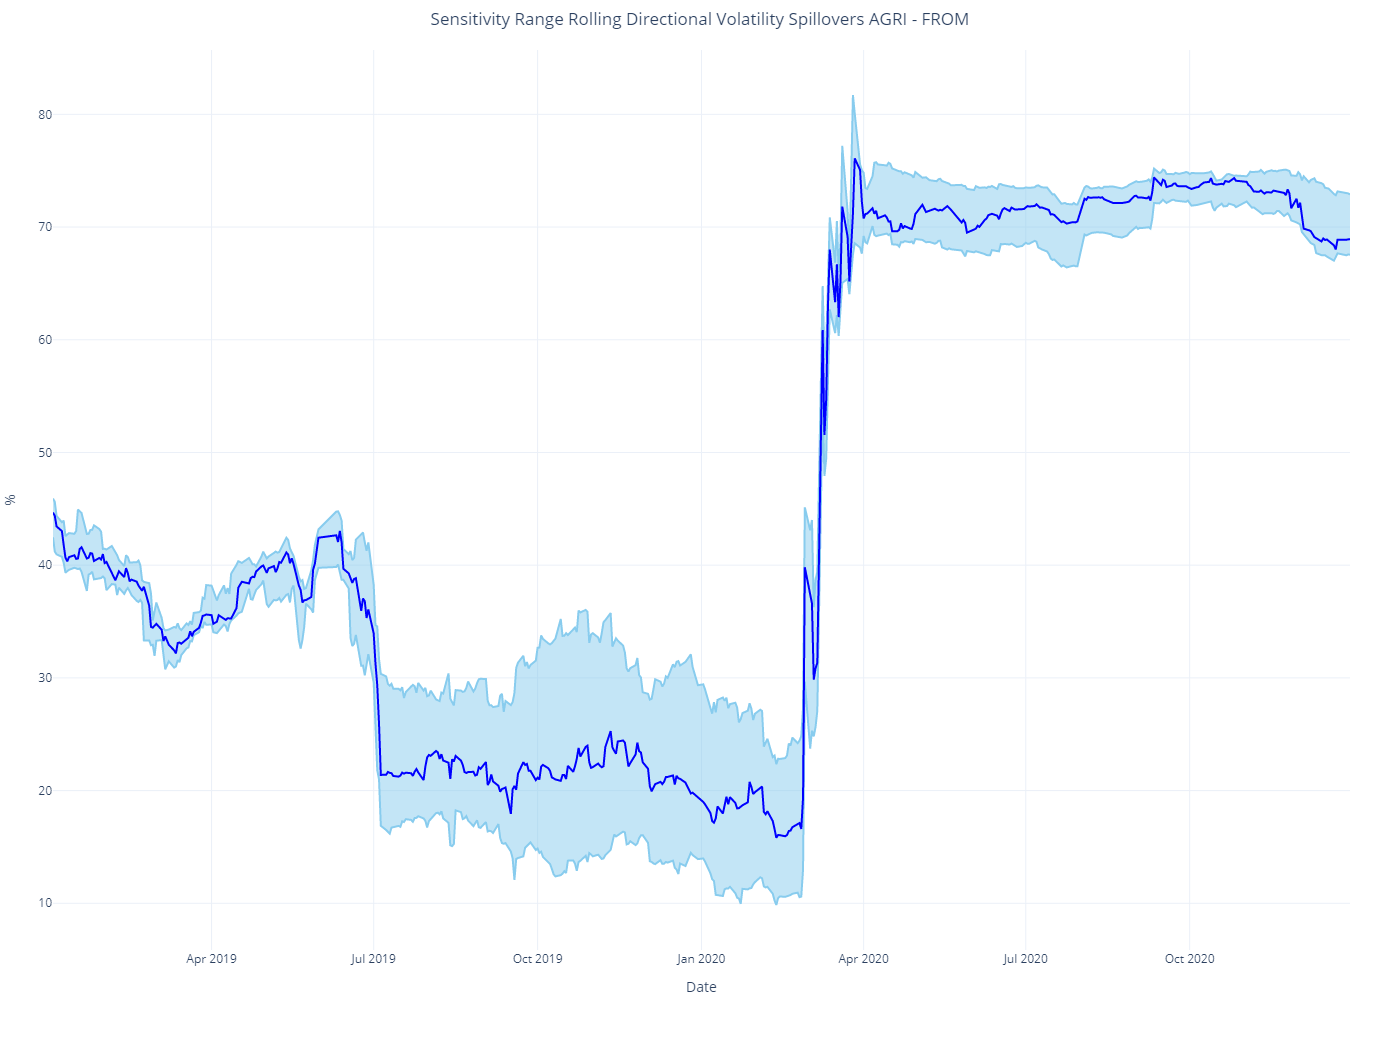 Sensitivity Range Rolling Directional Volatility Spillovers AGRI - FROM
80
70
60
50
40
30
20
10
%
Apr 2019
Jul 2019
Oct 2019
Jan 2020
Apr 2020
Jul 2020
Oct 2020
Date